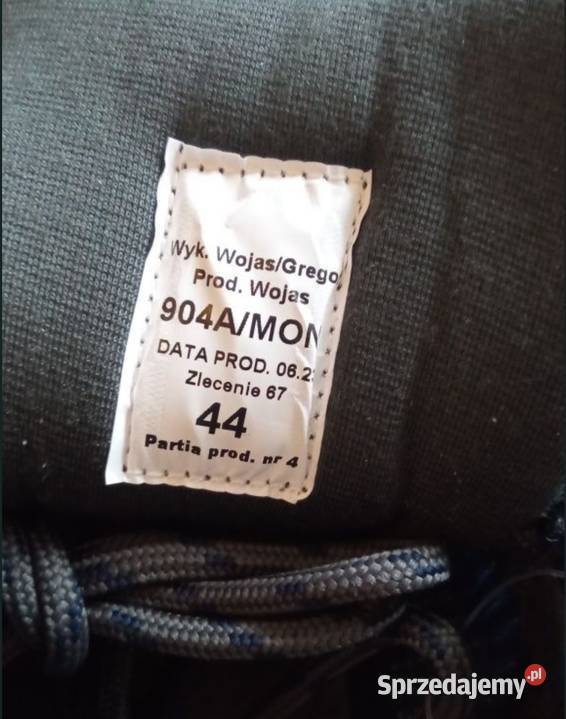 Wyk. Wojas/Grego
Prod. Wojas
904A/MON
DATA PROD. 06.2
Zlecenie 67
44
Partia prod. nr 4
Sprzedajemy.pl